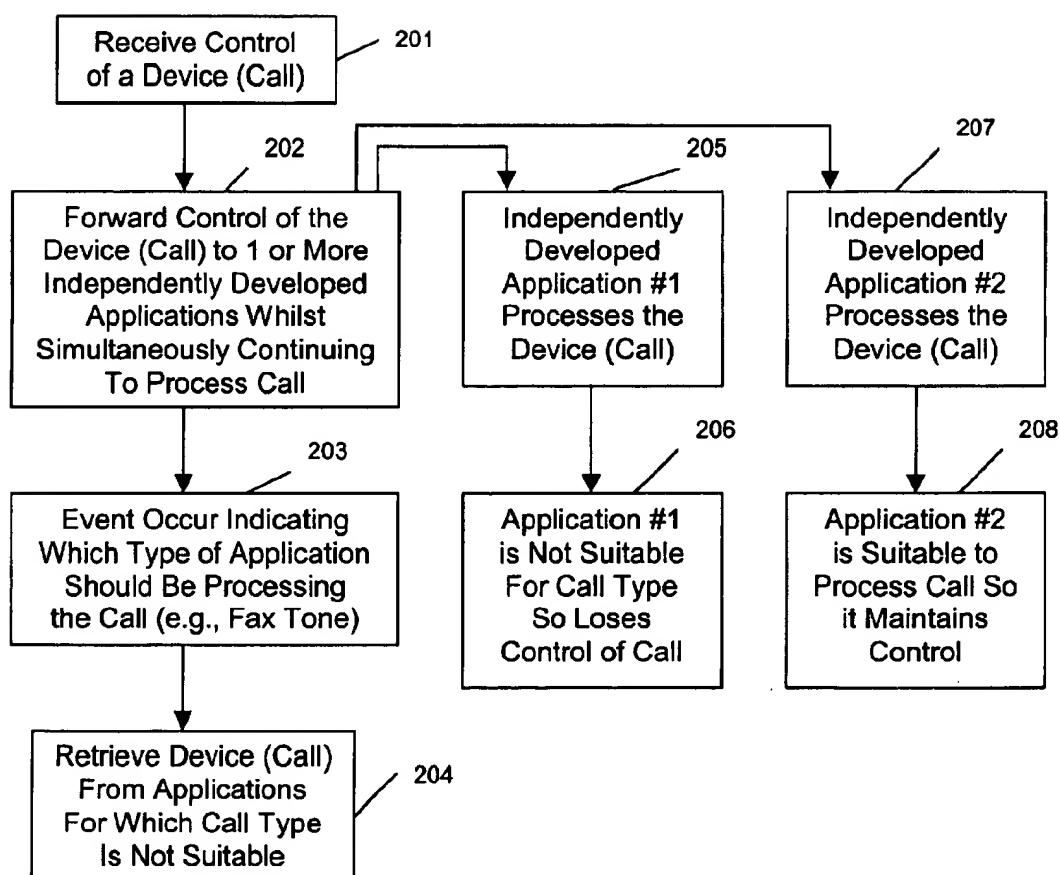 Receive Control
of a Device (Call)
201
202
Forward Control of the
Device (Call) to 1 or More
Independently Developed
Applications Whilst
Simultaneously Continuing
To Process Call
205
Independently
Developed
Application #1
Processes the
Device (Call)
207
Independently
Developed
Application #2
Processes the
Device (Call)
203
Event Occur Indicating
Which Type of Application
Should Be Processing
the Call (e.g., Fax Tone)
206
Application #1
is Not Suitable
For Call Type
So Loses
Control of Call
208
Application #2
is Suitable to
Process Call So
it Maintains
Control
Retrieve Device (Call)
From Applications
For Which Call Type
Is Not Suitable
204